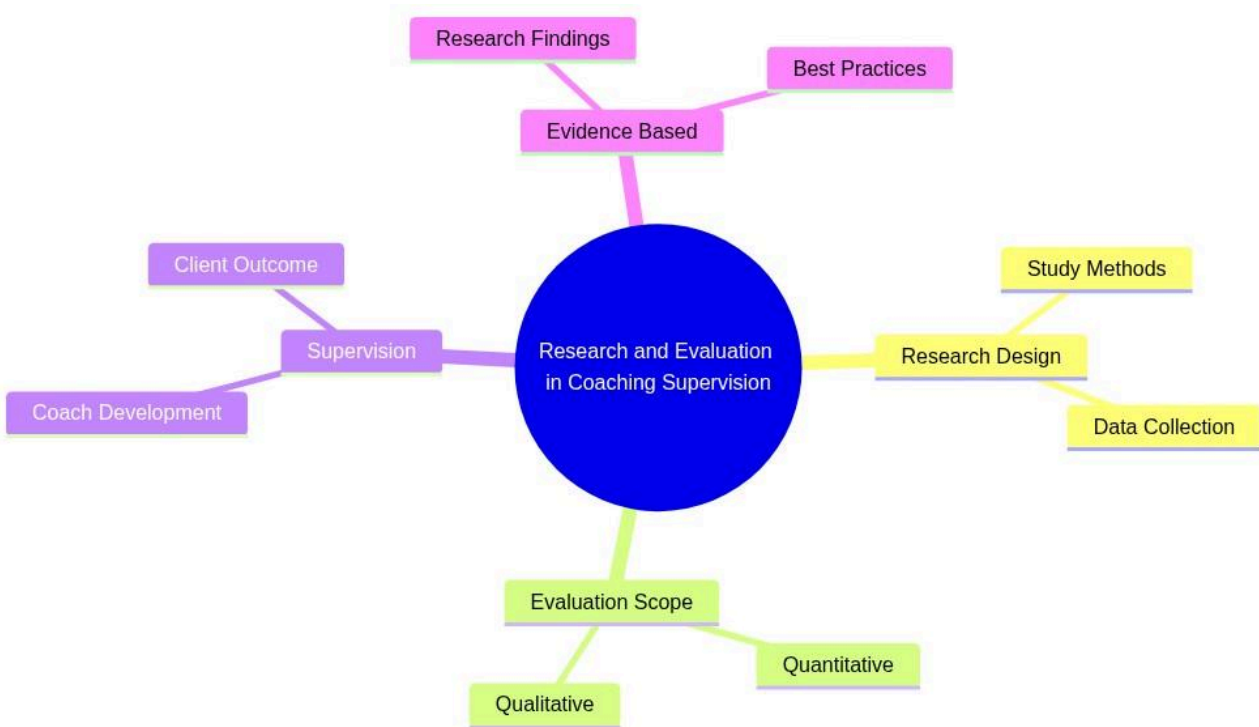 Research Findings
Best Practices
Evidence Based
Client Outcome
Study Methods
Supervision
Research and Evaluation
in Coaching Supervision
Research Design
Coach Development
Data Collection
Evaluation Scope
Quantitative
Qualitative